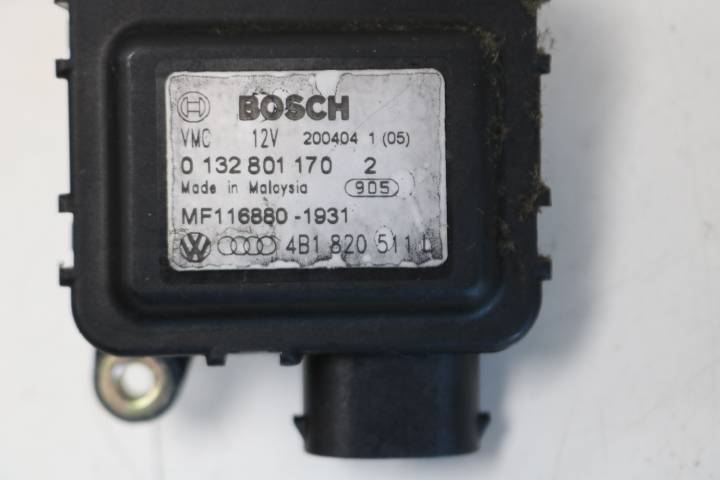 BOSCH
VMC 12V 200404 1 (05)
0 132 801 170 2
Made in Malaysia 905
MF116880-1931
4B1 820 511 L